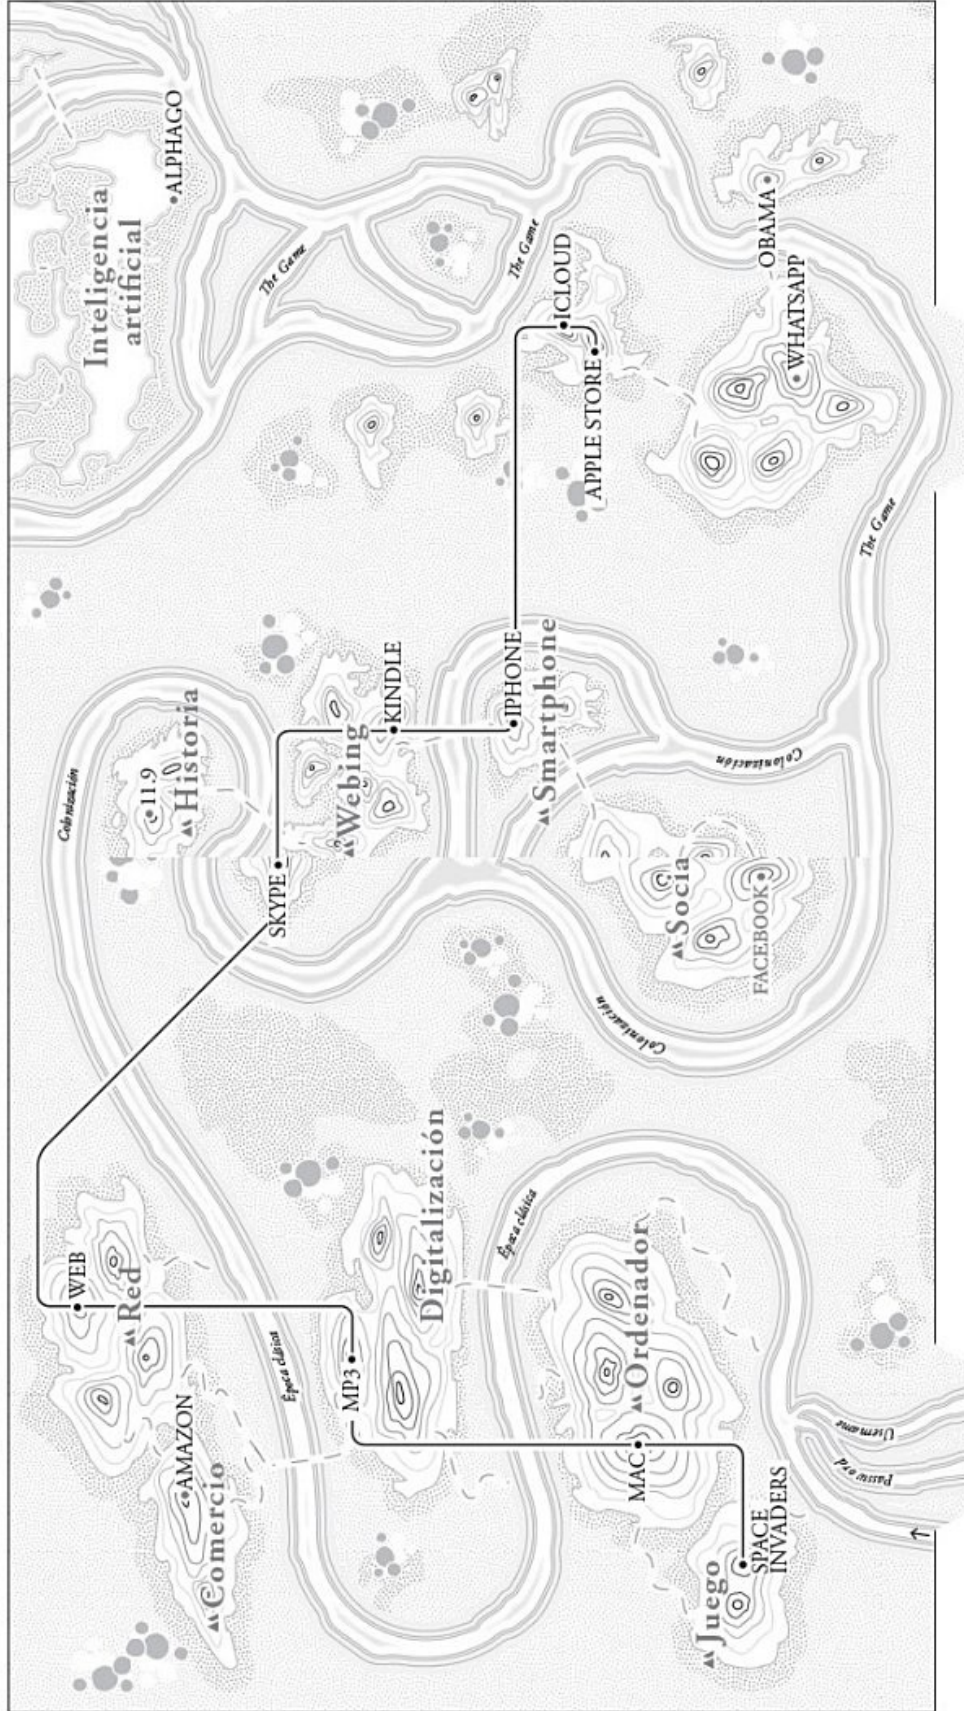 Colonización
WEB
Red
Inteligencia
artificial
11.9
ALPHAGO
AMAZON
Historia
Comercio
SKYPE
The Game
Época clásica
MP3
Webing
KINDLE
Digitalización
IPHONE
Época clásica
The Game
Smartphone
ICLOUD
APPLE STORE
Colonización
MAC
Ordenador
Socia
Juego
Colonización
FACEBOOK
OBAMA
SPACE
INVADERS
WHATSAPP
Password
Username
The Game